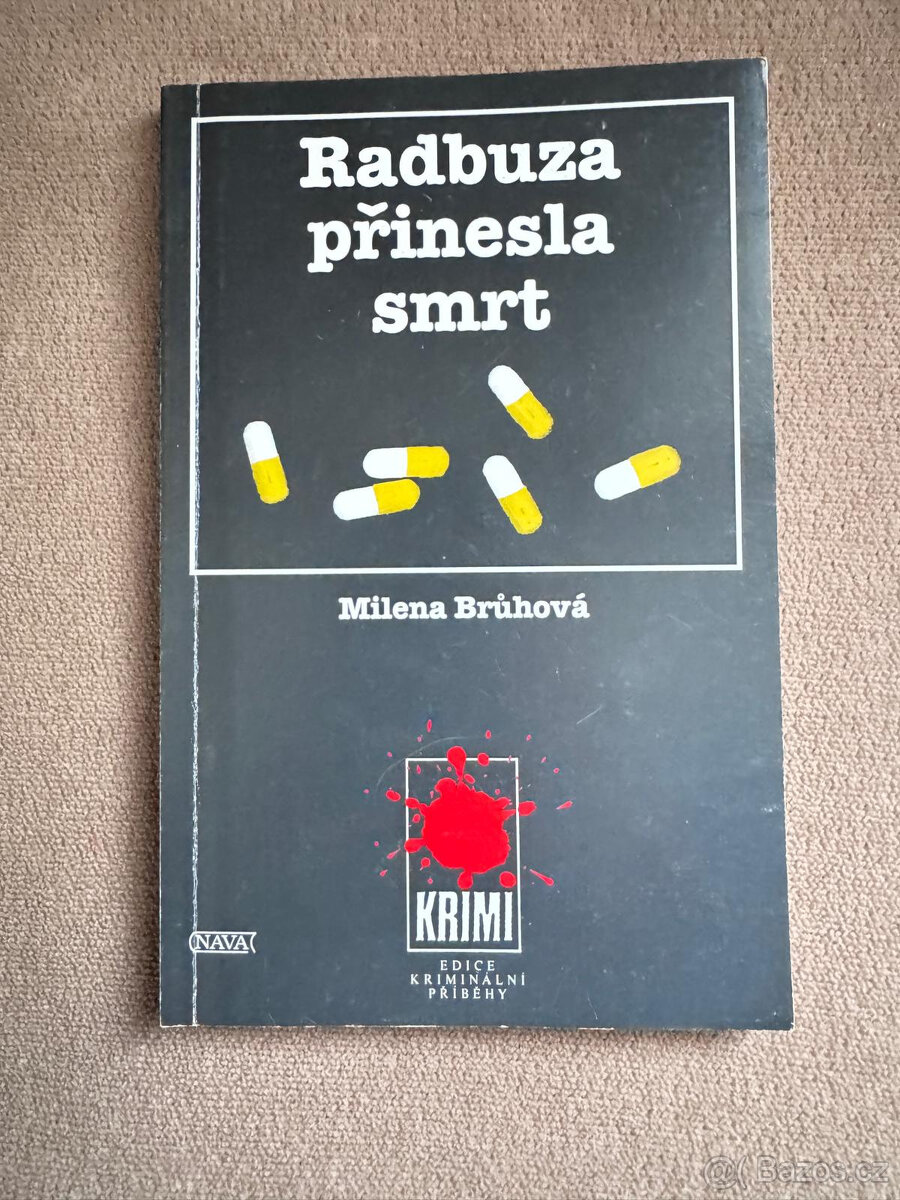 Radbuza
přinesla
smrt
Milena Brůhová
KRIMI
NAVA
EDICE
KRIMINÁLNÍ
PŘÍBĚHY
@Bazos.cz